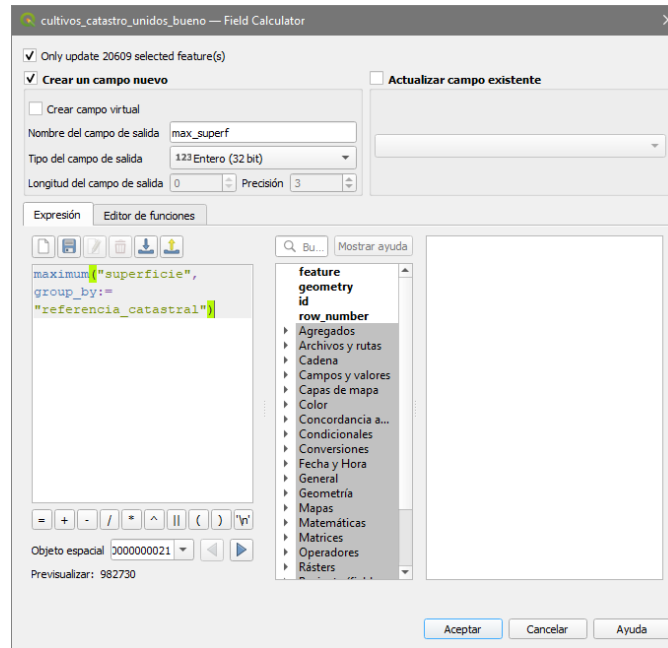 cultivos_catastro_unidos_bueno — Field Calculator
Only update 20609 selected feature(s)
Crear un campo nuevo
Actualizar campo existente
Crear campo virtual
Nombre del campo de salida max_superf
Tipo del campo de salida 123 Entero (32 bit)
Longitud del campo de salida 0 Precisión 3
Expresión Editor de funciones
maximum("superficie",
group_by:=
"referencia_catastral")
= + - / * ^ || ( ) '\n'
Objeto espacial 0000000021
Previsualizar: 982730
Bu... Mostrar ayuda
feature
geometry
id
row_number
Agregados
Archivos y rutas
Cadena
Campos y valores
Capas de mapa
Color
Concordancia a...
Condicionales
Conversiones
Fecha y Hora
General
Geometría
Mapas
Matemáticas
Matrices
Operadores
Rásters
Aceptar Cancelar Ayuda